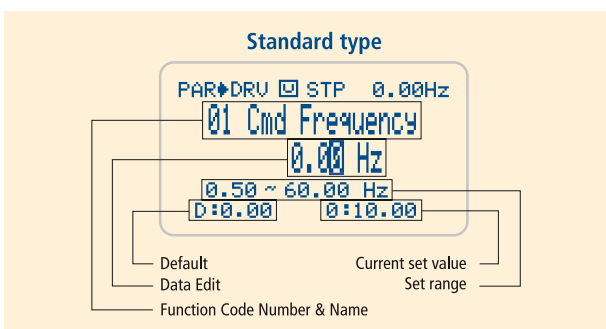 Standard type
PAR➧DRV U STP 0.00Hz
01 Cmd Frequency
0.00 Hz
0.50 ~ 60.00 Hz
D:0.00 0:10.00
Default Current set value
Data Edit Set range
Function Code Number & Name